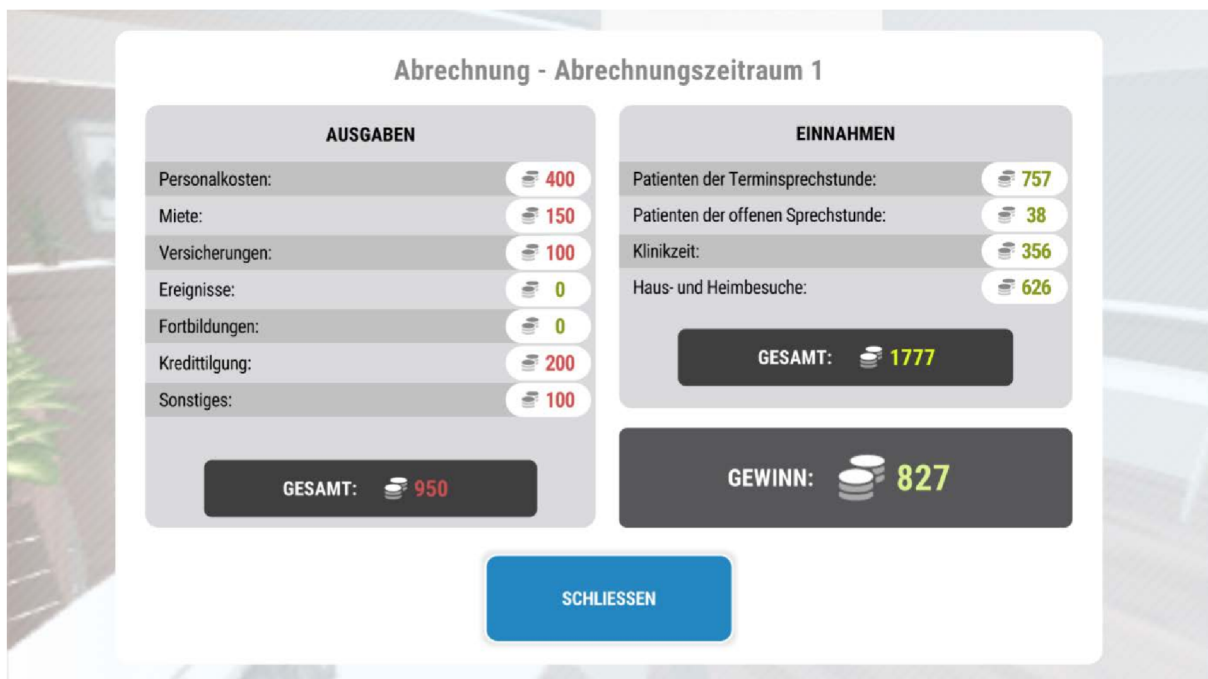 Abrechnung - Abrechnungszeitraum 1
AUSGABEN
Personalkosten: 400
Miete: 150
Versicherungen: 100
Ereignisse: 0
Fortbildungen: 0
Kredittilgung: 200
Sonstiges: 100
GESAMT: 950
EINNAHMEN
Patienten der Terminsprechstunde: 757
Patienten der offenen Sprechstunde: 38
Klinikzeit: 356
Haus- und Heimbesuche: 626
GESAMT: 1777
GEWINN: 827
SCHLIESSEN